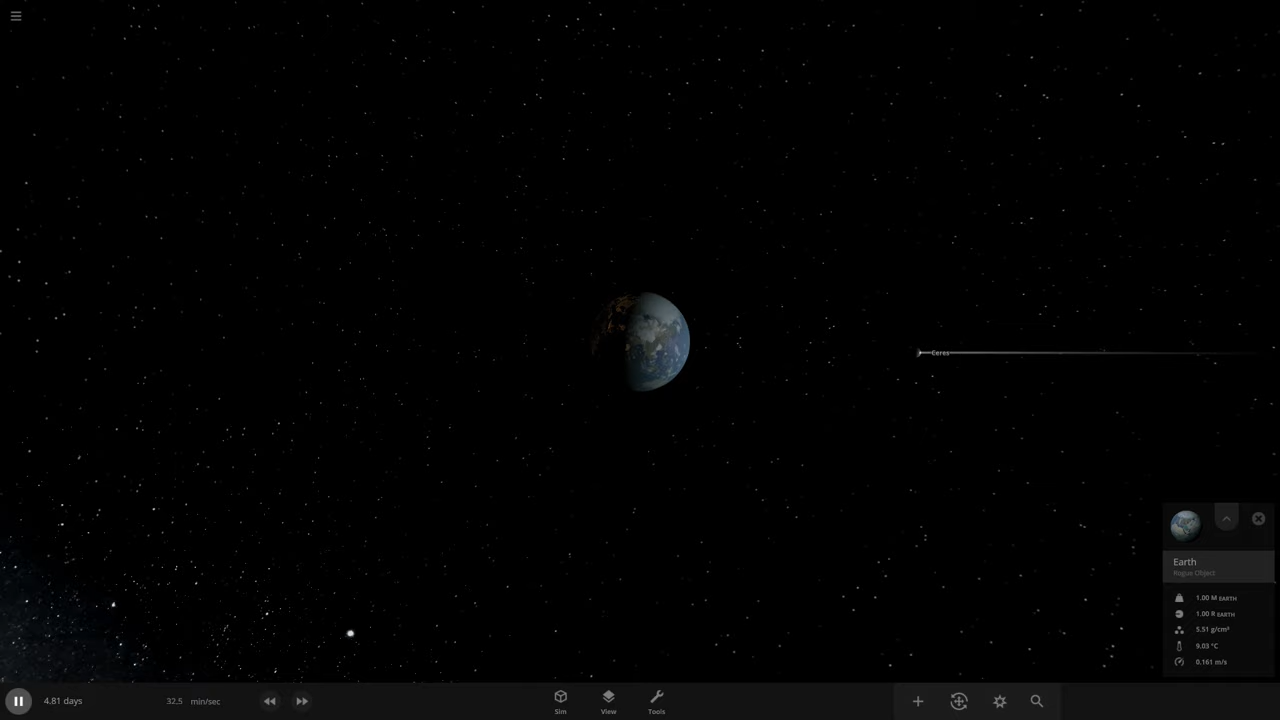 Ceres
Earth
Rogue Object
1.00 M EARTH
1.00 R EARTH
5.51 g/cm³
9.03 °C
0.161 m/s
4.81 days
32.5 min/sec
Sim
View
Tools